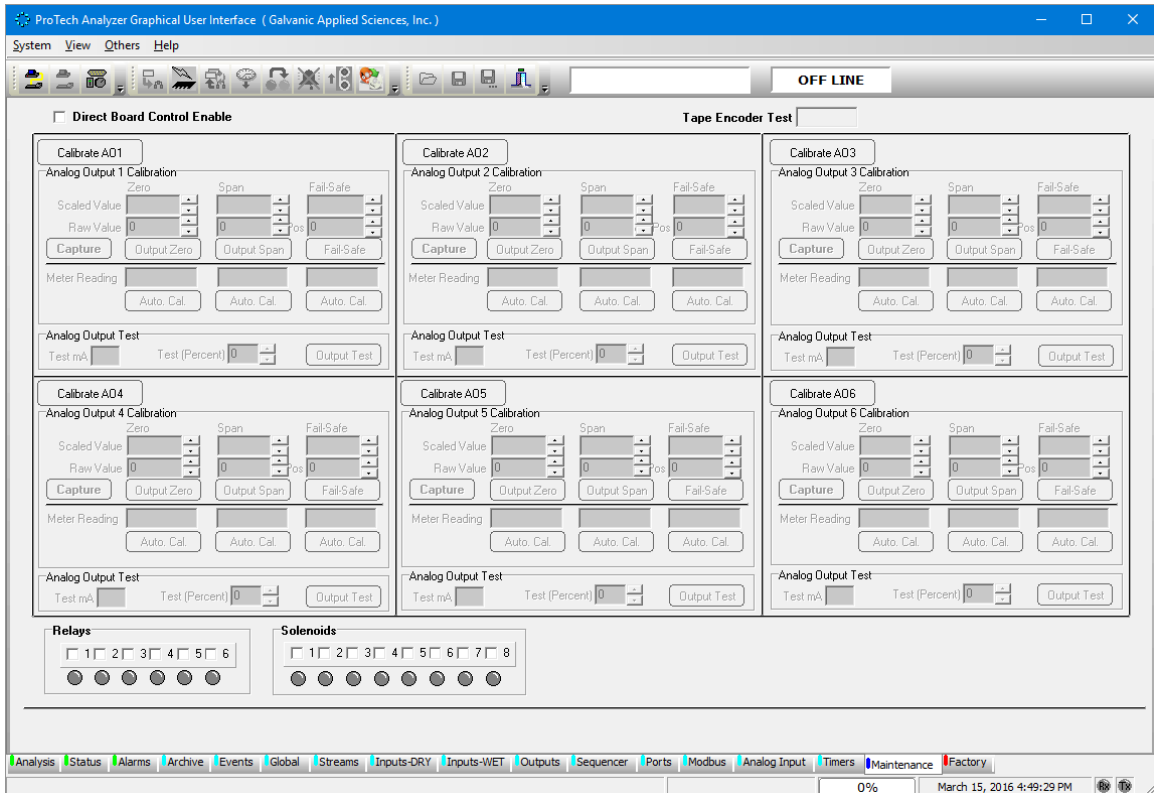 ProTech Analyzer Graphical User Interface ( Galvanic Applied Sciences, Inc. )
System View Others Help
OFF LINE
Direct Board Control Enable Tape Encoder Test
Calibrate AO1 Calibrate AO2 Calibrate AO3
Analog Output 1 Calibration Analog Output 2 Calibration Analog Output 3 Calibration
Zero Span Fail-Safe Zero Span Fail-Safe Zero Span Fail-Safe
Scaled Value Scaled Value Scaled Value
Raw Value 0 0 Pos 0 Raw Value 0 0 Pos 0 Raw Value 0 0 Pos 0
Capture Output Zero Output Span Fail-Safe Capture Output Zero Output Span Fail-Safe Capture Output Zero Output Span Fail-Safe
Meter Reading Meter Reading Meter Reading
Auto. Cal. Auto. Cal. Auto. Cal. Auto. Cal. Auto. Cal. Auto. Cal. Auto. Cal. Auto. Cal. Auto. Cal.
Analog Output Test Analog Output Test Analog Output Test
Test mA Test (Percent) 0 Output Test Test mA Test (Percent) 0 Output Test Test mA Test (Percent) 0 Output Test
Calibrate AO4 Calibrate AO5 Calibrate AO6
Analog Output 4 Calibration Analog Output 5 Calibration Analog Output 6 Calibration
Zero Span Fail-Safe Zero Span Fail-Safe Zero Span Fail-Safe
Scaled Value Scaled Value Scaled Value
Raw Value 0 0 Pos 0 Raw Value 0 0 Pos 0 Raw Value 0 0 Pos 0
Capture Output Zero Output Span Fail-Safe Capture Output Zero Output Span Fail-Safe Capture Output Zero Output Span Fail-Safe
Meter Reading Meter Reading Meter Reading
Auto. Cal. Auto. Cal. Auto. Cal. Auto. Cal. Auto. Cal. Auto. Cal. Auto. Cal. Auto. Cal. Auto. Cal.
Analog Output Test Analog Output Test Analog Output Test
Test mA Test (Percent) 0 Output Test Test mA Test (Percent) 0 Output Test Test mA Test (Percent) 0 Output Test
Relays Solenoids
1 2 3 4 5 6 1 2 3 4 5 6 7 8
Analysis Status Alarms Archive Events Global Streams Inputs-DRY Inputs-WET Outputs Sequencer Ports Modbus Analog Input Timers Maintenance Factory
0% March 15, 2016 4:49:29 PM Rx Tx